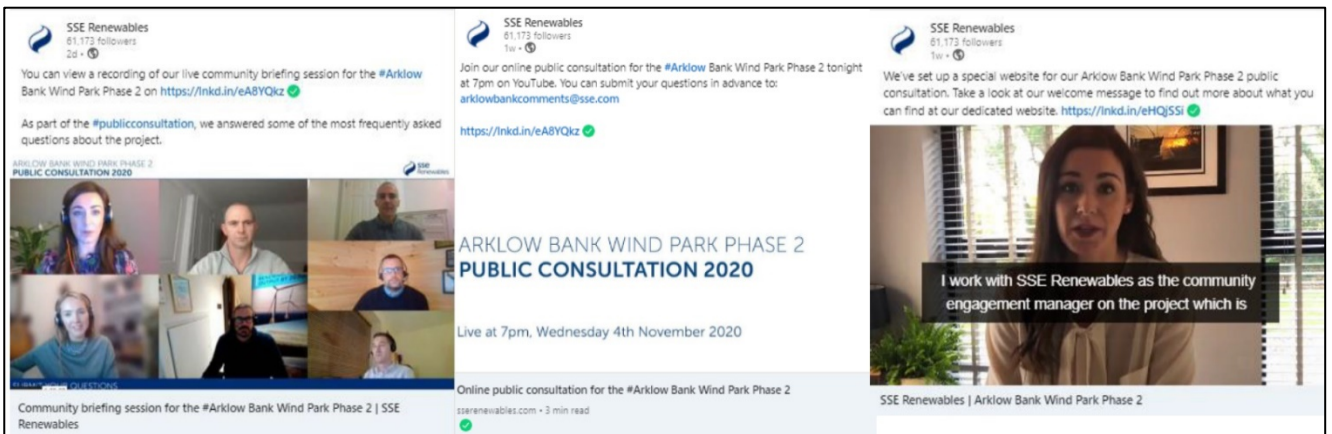 SSE Renewables
61,173 followers
2d •
You can view a recording of our live community briefing session for the #Arklow
Bank Wind Park Phase 2 on https://lnkd.in/eA8YQkz
As part of the #publicconsultation, we answered some of the most frequently asked
questions about the project.
ARKLOW BANK WIND PARK PHASE 2
PUBLIC CONSULTATION 2020
sse
Renewables
QUESTIONS
Community briefing session for the #Arklow Bank Wind Park Phase 2 | SSE
Renewables
SSE Renewables
61,173 followers
1w •
Join our online public consultation for the #Arklow Bank Wind Park Phase 2 tonight
at 7pm on YouTube. You can submit your questions in advance to:
arklowbankcomments@sse.com
https://lnkd.in/eA8YQkz
ARKLOW BANK WIND PARK PHASE 2
PUBLIC CONSULTATION 2020
Live at 7pm, Wednesday 4th November 2020
Online public consultation for the #Arklow Bank Wind Park Phase 2
sserenewables.com • 3 min read
SSE Renewables
61,173 followers
1w •
We've set up a special website for our Arklow Bank Wind Park Phase 2 public
consultation. Take a look at our welcome message to find out more about what you
can find at our dedicated website. https://lnkd.in/eHQjSSi
I work with SSE Renewables as the community
engagement manager on the project which is
SSE Renewables | Arklow Bank Wind Park Phase 2